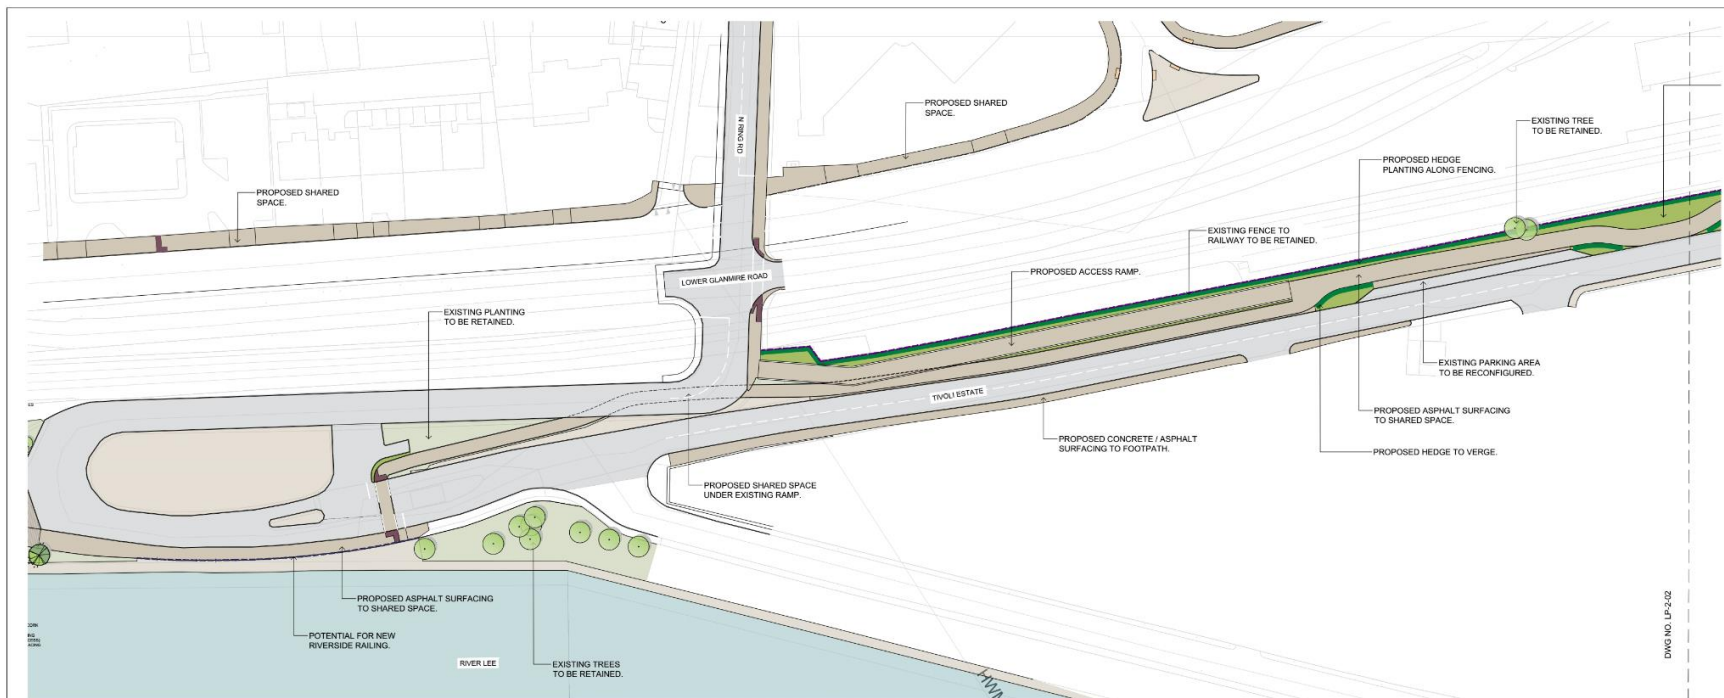 PROPOSED SHARED
SPACE.
N RING RD
PROPOSED SHARED
SPACE.
EXISTING TREE
TO BE RETAINED.
PROPOSED HEDGE
PLANTING ALONG FENCING.
EXISTING FENCE TO
RAILWAY TO BE RETAINED.
PROPOSED ACCESS RAMP.
LOWER GLANMIRE ROAD
EXISTING PLANTING
TO BE RETAINED.
EXISTING PARKING AREA
TO BE RECONFIGURED.
TIVOLI ESTATE
PROPOSED ASPHALT SURFACING
TO SHARED SPACE.
PROPOSED CONCRETE / ASPHALT
SURFACING TO FOOTPATH.
PROPOSED HEDGE TO VERGE.
PROPOSED SHARED SPACE
UNDER EXISTING RAMP.
PROPOSED ASPHALT SURFACING
TO SHARED SPACE.
POTENTIAL FOR NEW
RIVERSIDE RAILING.
RIVER LEE
EXISTING TREES
TO BE RETAINED.
HWM
DWG NO. LP-2-02